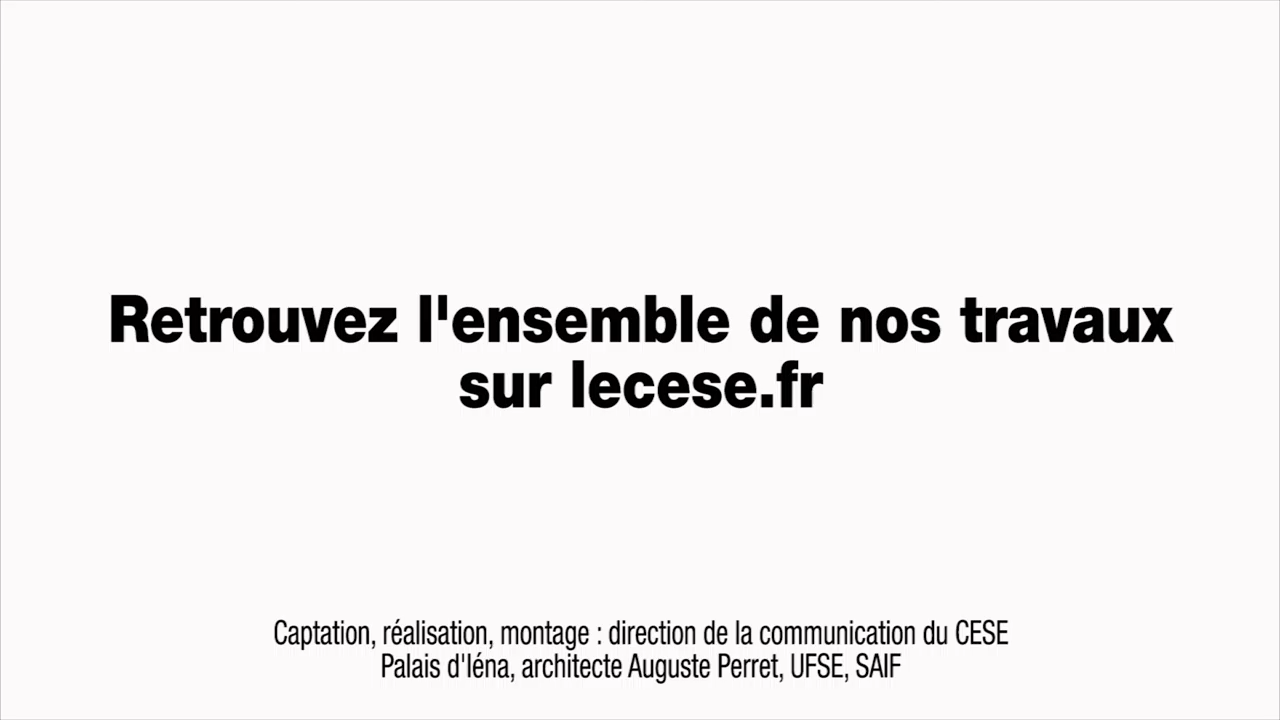 Retrouvez l'ensemble de nos travaux
sur lecese.fr
Captation, réalisation, montage : direction de la communication du CESE
Palais d'Iéna, architecte Auguste Perret, UFSE, SAIF